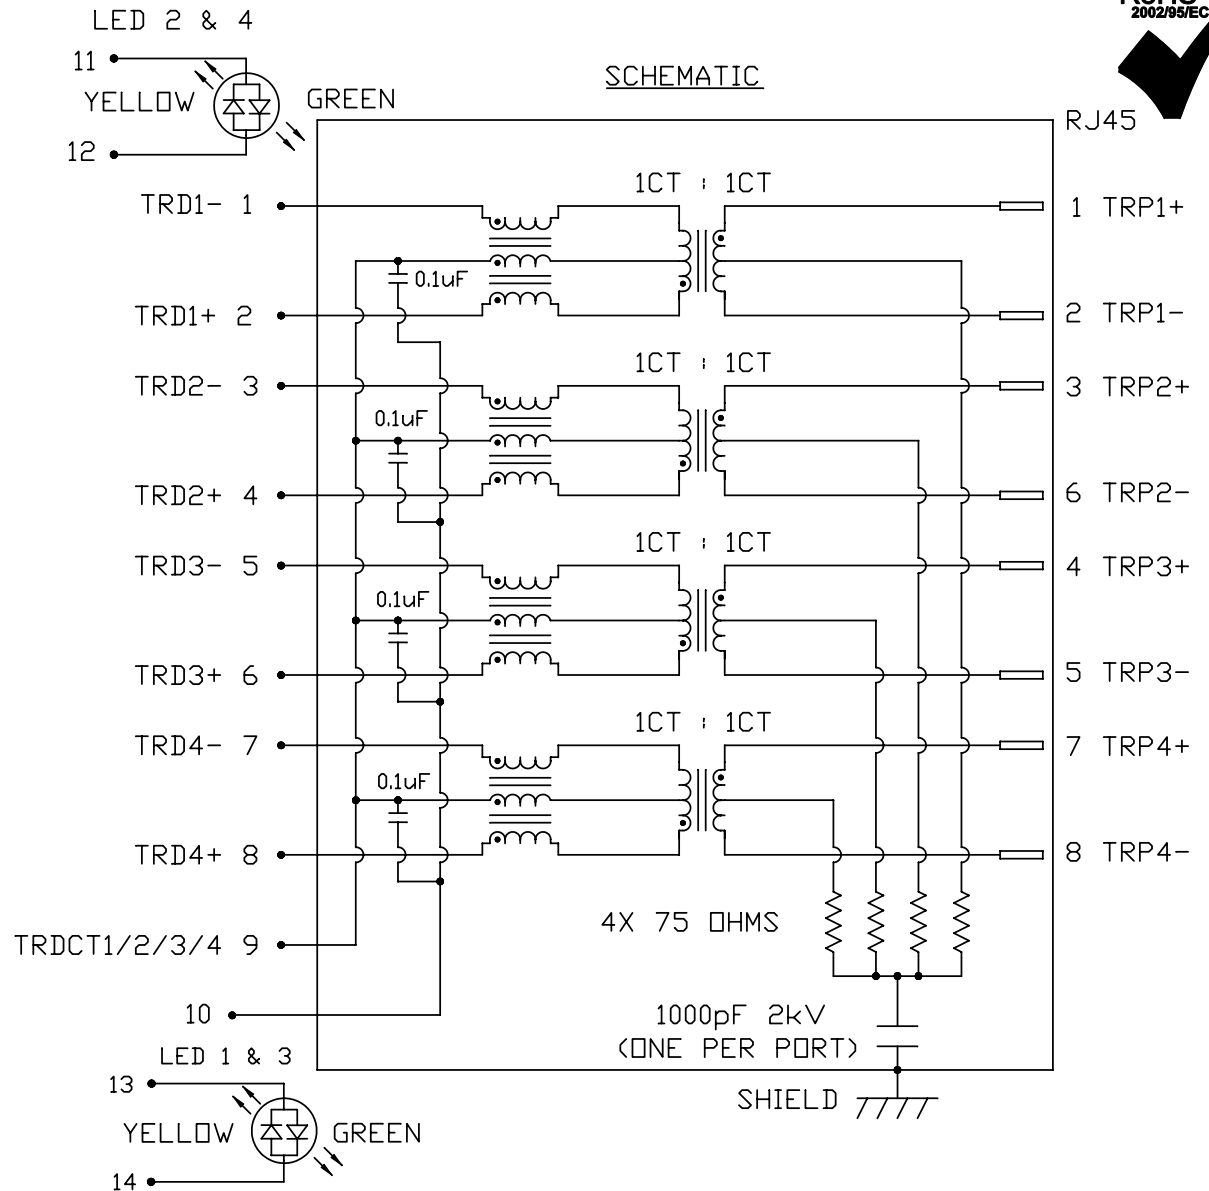 2002/95/EC
LED 2 & 4
11
YELLOW
GREEN
12
SCHEMATIC
RJ45
1CT : 1CT
TRD1- 1
1 TRP1+
0.1uF
TRD1+ 2
2 TRP1-
1CT : 1CT
TRD2- 3
3 TRP2+
0.1uF
TRD2+ 4
6 TRP2-
1CT : 1CT
TRD3- 5
4 TRP3+
0.1uF
TRD3+ 6
5 TRP3-
1CT : 1CT
TRD4- 7
7 TRP4+
0.1uF
TRD4+ 8
8 TRP4-
4X 75 OHMS
TRDCT1/2/3/4 9
10
1000pF 2kV
(ONE PER PORT)
LED 1 & 3
13
SHIELD
YELLOW
GREEN
14